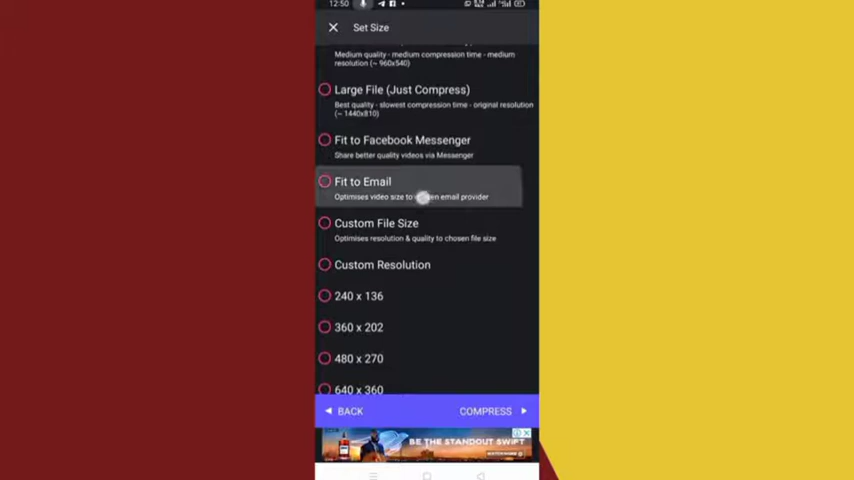 12:50
Set Size
Medium quality - medium compression time - medium
resolution (~ 960x540)
Large File (Just Compress)
Best quality - slowest compression time - original resolution
(~ 1440x810)
Fit to Facebook Messenger
Share better quality videos via Messenger
Fit to Email
Optimises video size to email provider
Custom File Size
Optimises resolution & quality to chosen file size
Custom Resolution
240 x 136
360 x 202
480 x 270
640 x 360
BACK COMPRESS
BE THE STANDOUT SWIFT